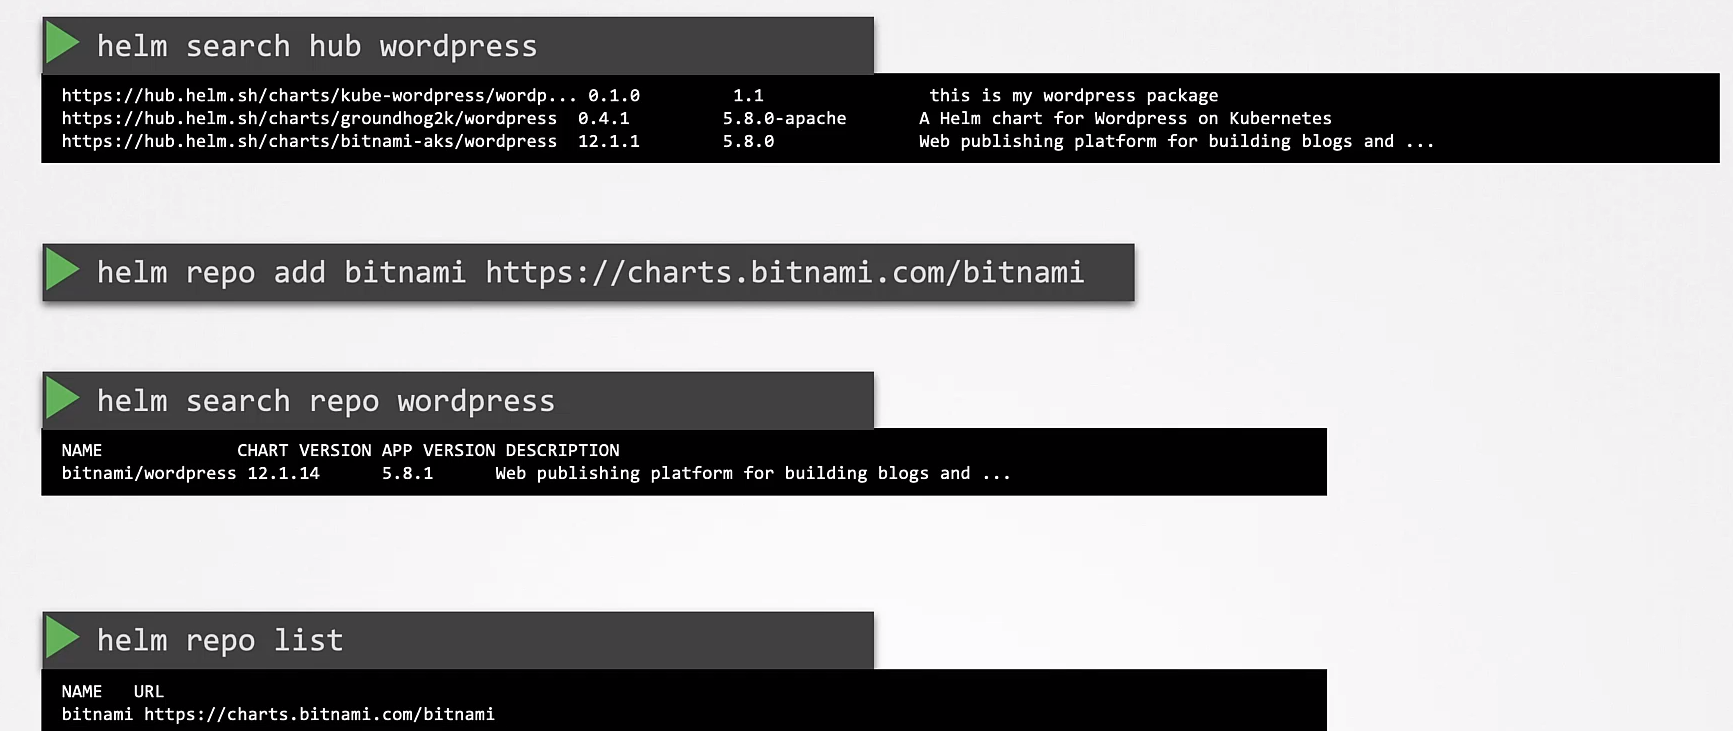 helm search hub wordpress
https://hub.helm.sh/charts/kube-wordpress/wordp... 0.1.0 1.1 this is my wordpress package
https://hub.helm.sh/charts/groundhog2k/wordpress 0.4.1 5.8.0-apache A Helm chart for Wordpress on Kubernetes
https://hub.helm.sh/charts/bitnami-aks/wordpress 12.1.1 5.8.0 Web publishing platform for building blogs and ...
helm repo add bitnami https://charts.bitnami.com/bitnami
helm search repo wordpress
NAME CHART VERSION APP VERSION DESCRIPTION
bitnami/wordpress 12.1.14 5.8.1 Web publishing platform for building blogs and ...
helm repo list
NAME URL
bitnami https://charts.bitnami.com/bitnami